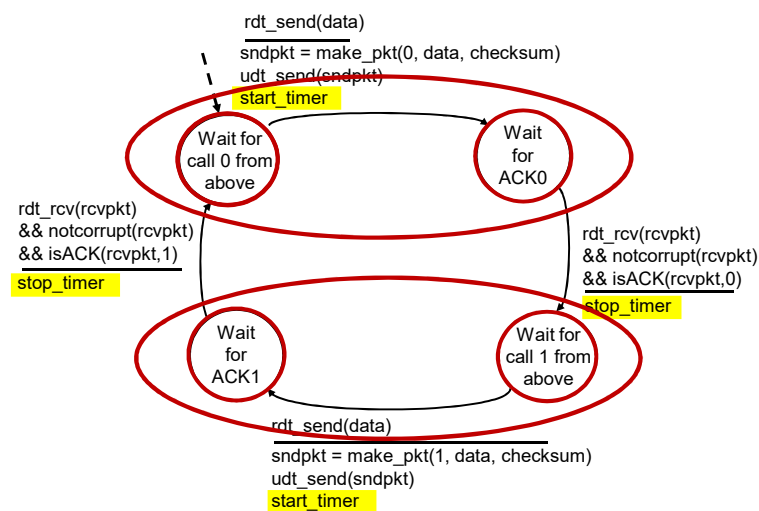 rdt_send(data)
sndpkt = make_pkt(0, data, checksum)
udt_send(sndpkt)
start_timer
Wait for
call 0 from
above
Wait
for
ACK0
rdt_rcv(rcvpkt)
&& notcorrupt(rcvpkt)
&& isACK(rcvpkt,1)
stop_timer
rdt_rcv(rcvpkt)
&& notcorrupt(rcvpkt)
&& isACK(rcvpkt,0)
stop_timer
Wait
for
ACK1
Wait for
call 1 from
above
rdt_send(data)
sndpkt = make_pkt(1, data, checksum)
udt_send(sndpkt)
start_timer